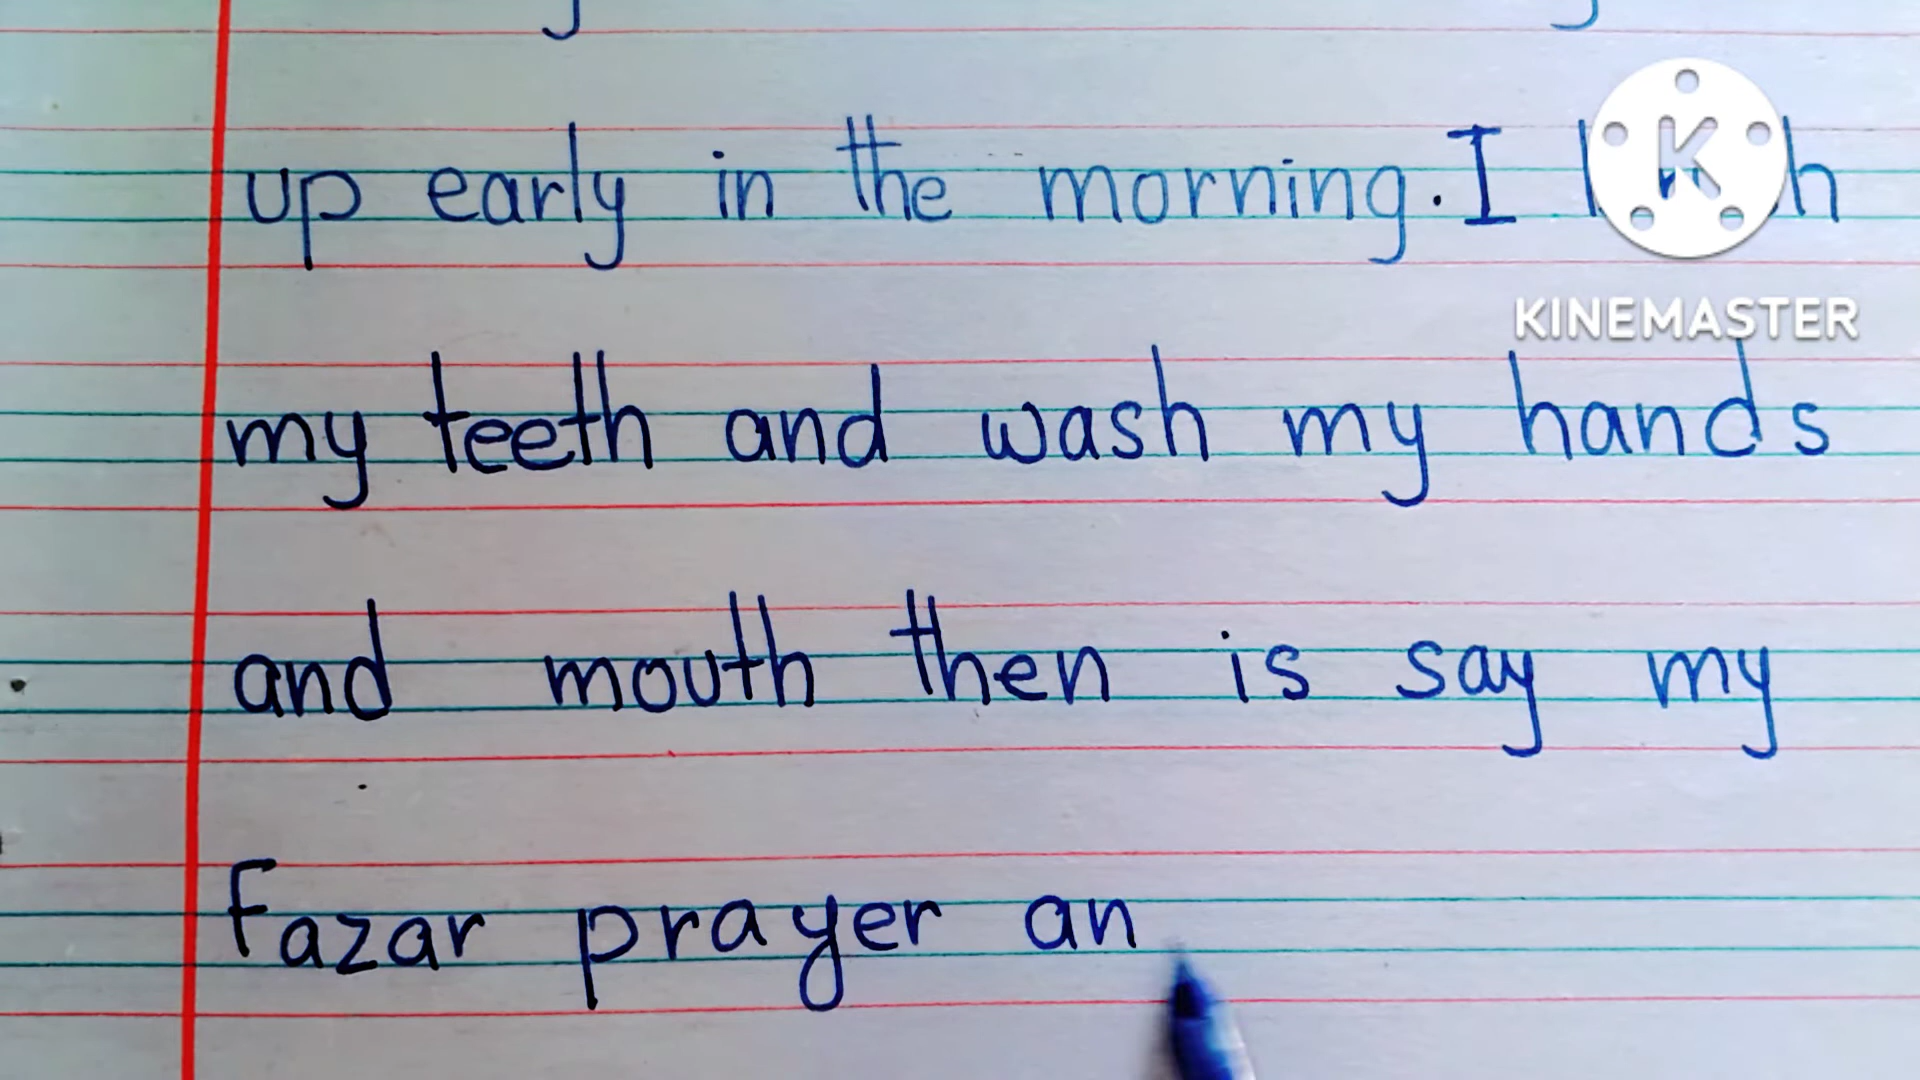 up early in the morning. I
KINEMASTER
my teeth and wash my hands
and mouth then is say my
Fazar prayer an